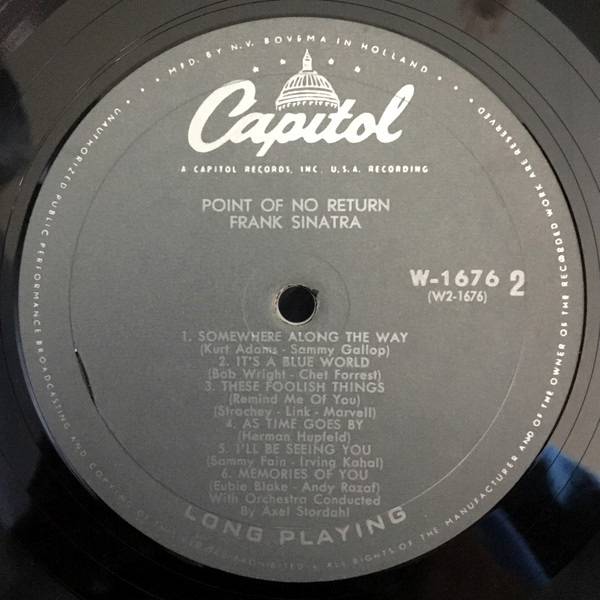 MFD. BY N.V. BOVEMA IN HOLLAND
Capitol
A CAPITOL RECORDS, INC. U.S.A. RECORDING
POINT OF NO RETURN
FRANK SINATRA
W-1676 2
(W2-1676)
1. SOMEWHERE ALONG THE WAY
(Kurt Adams - Sammy Gallop)
2. IT'S A BLUE WORLD
(Bob Wright - Chet Forrest)
3. THESE FOOLISH THINGS
(Remind Me Of You)
(Strachey - Link - Marvell)
4. AS TIME GOES BY
(Herman Hupfeld)
5. I'LL BE SEEING YOU
(Sammy Fain - Irving Kahal)
6. MEMORIES OF YOU
(Eubie Blake - Andy Razaf)
With Orchestra Conducted
By Axel Stordahl
LONG PLAYING
UNAUTHORIZED PUBLIC PERFORMANCE BROADCASTING AND COPYING OF THIS PROHIBITED
ALL RIGHTS OF THE MANUFACTURER AND OF THE OWNER OF THE RECORDED WORK ARE RESERVED